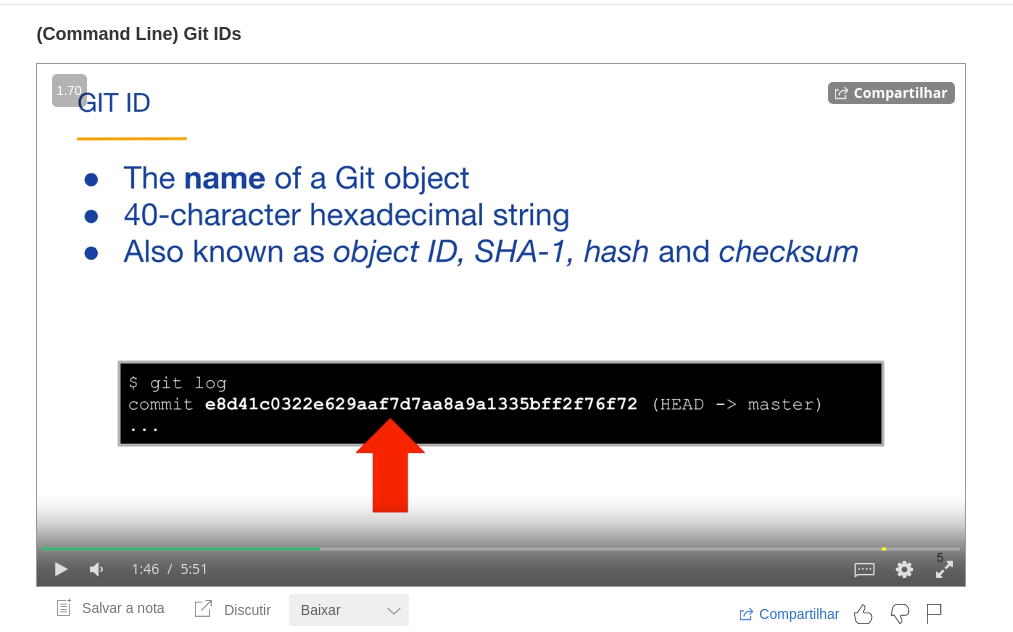 (Command Line) Git IDs
1.70
GIT ID
Compartilhar
● The name of a Git object
● 40-character hexadecimal string
● Also known as object ID, SHA-1, hash and checksum
$ git log
commit e8d41c0322e629aaf7d7aa8a9a1335bff2f76f72 (HEAD -> master)
...
1:46 / 5:51
5
Salvar a nota
Discutir
Baixar
Compartilhar